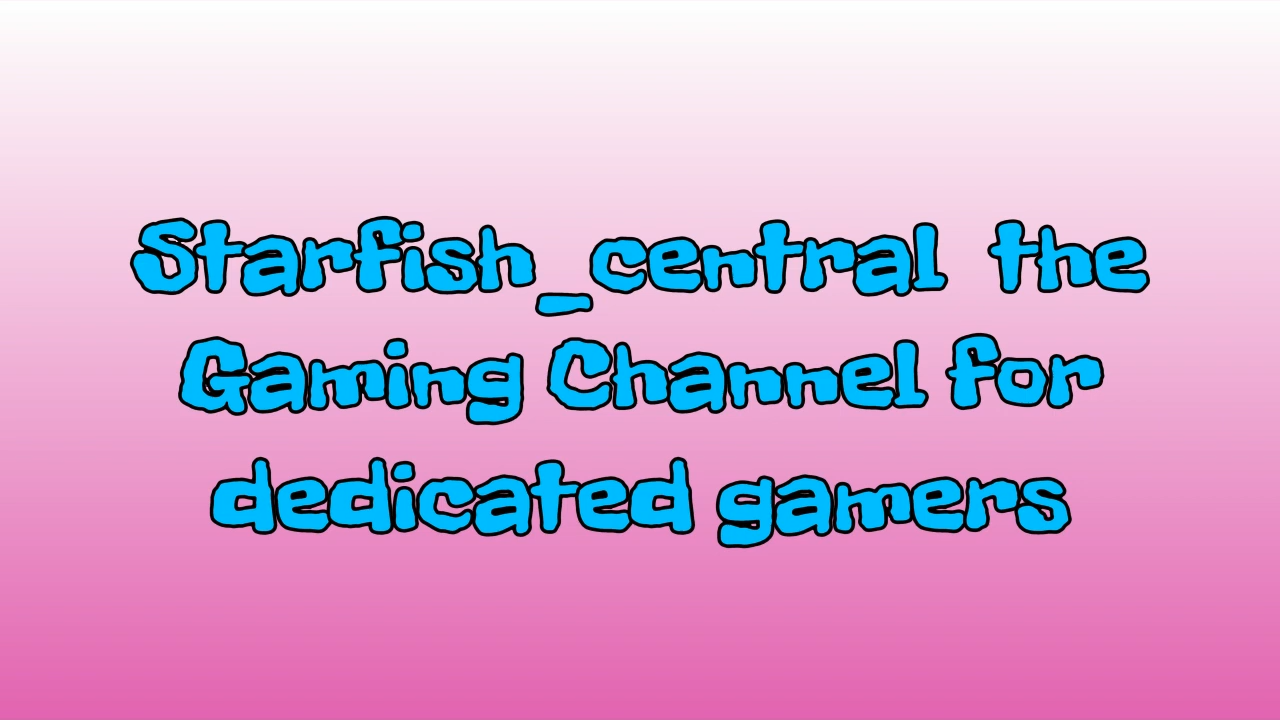 Starfish_central the
Gaming Channel for
dedicated gamers